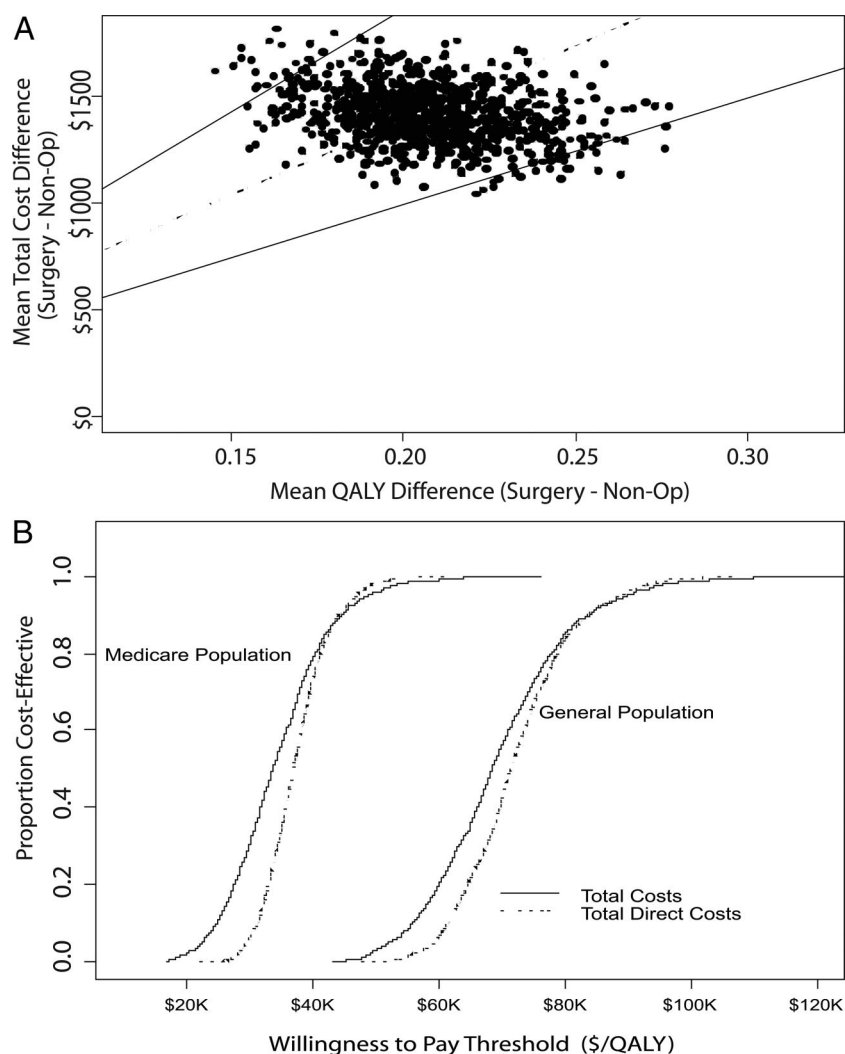 A
Mean Total Cost Difference
(Surgery - Non-Op)
$1500
$1000
$500
$0
0.15 0.20 0.25 0.30
Mean QALY Difference (Surgery - Non-Op)
B
Proportion Cost-Effective
1.0
0.8
0.6
0.4
0.2
0.0
Medicare Population
General Population
Total Costs
Total Direct Costs
$20K $40K $60K $80K $100K $120K
Willingness to Pay Threshold ($/QALY)